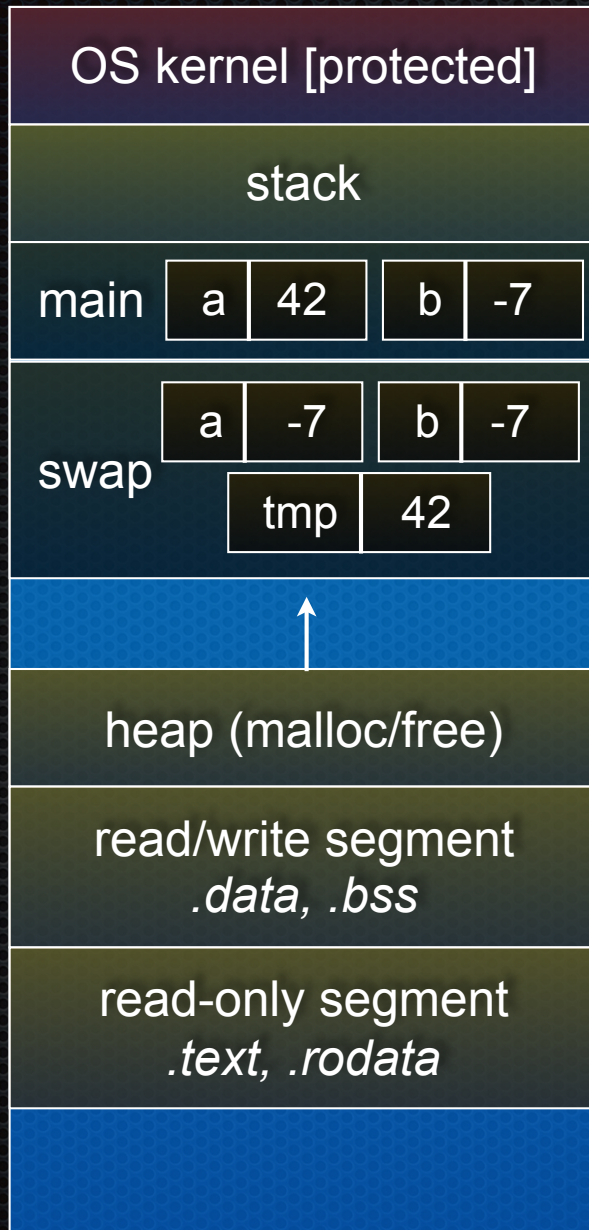 OS kernel [protected]
stack
main a 42 b -7
a -7 b -7
swap
tmp 42
heap (malloc/free)
read/write segment
.data, .bss
read-only segment
.text, .rodata